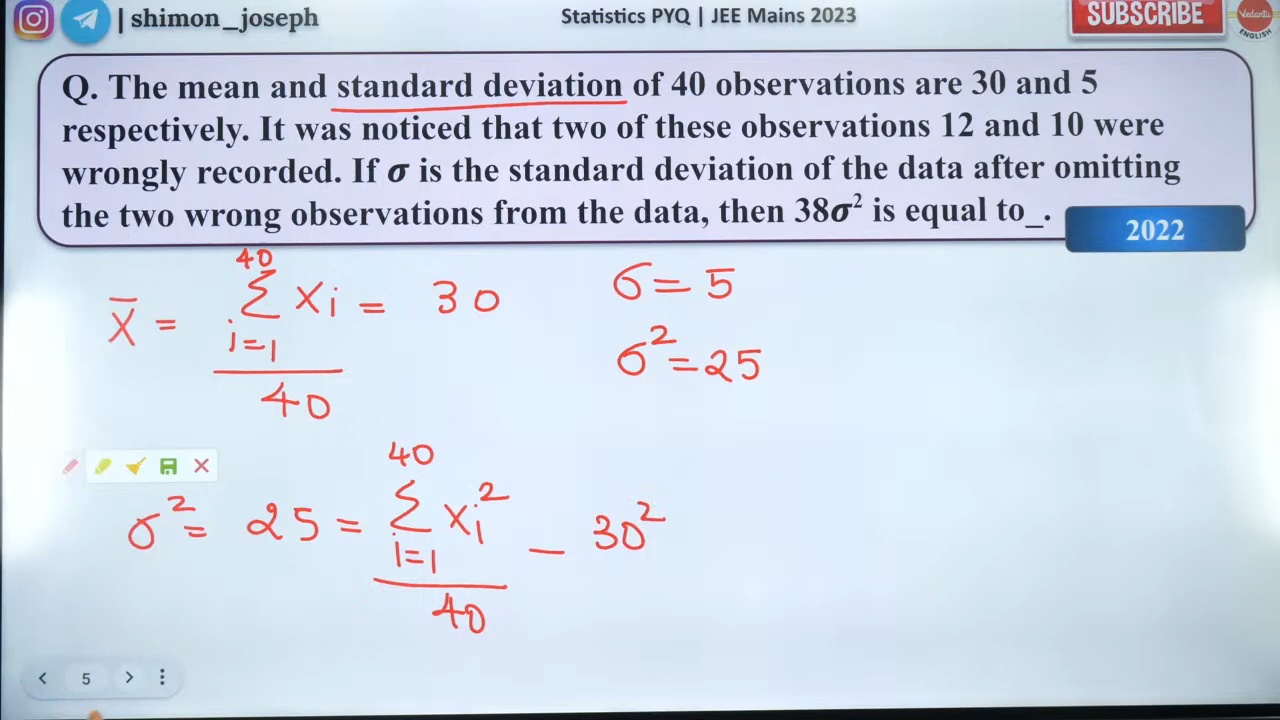 | shimon_joseph
Statistics PYQ | JEE Mains 2023
SUBSCRIBE
Vedantu
ENGLISH
Q. The mean and standard deviation of 40 observations are 30 and 5
respectively. It was noticed that two of these observations 12 and 10 were
wrongly recorded. If σ is the standard deviation of the data after omitting
the two wrong observations from the data, then 38σ² is equal to_.
2022
40
x̄ = Σ xi = 30
i=1
40
σ = 5
σ² = 25
40
σ² = 25 = Σ xi² − 30²
i=1
40
5